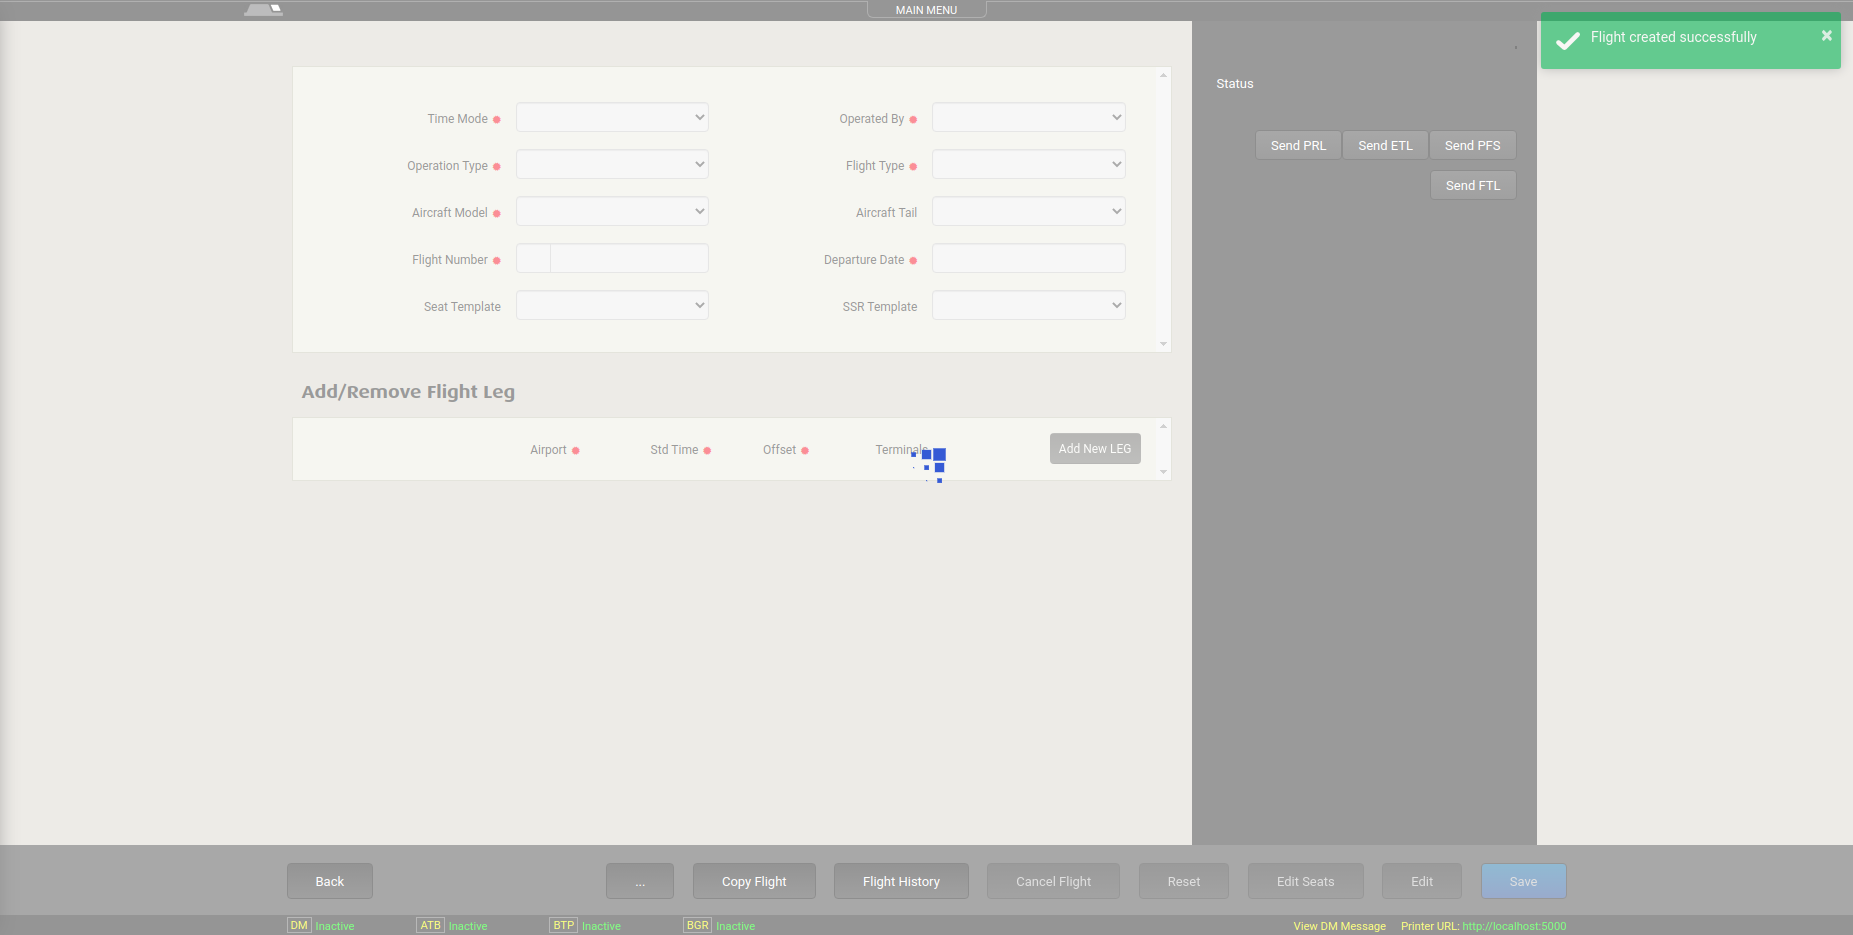 MAIN MENU
Flight created successfully
×
Status
Time Mode
Operated By
Send PRL
Send ETL
Send PFS
Operation Type
Flight Type
Send FTL
Aircraft Model
Aircraft Tail
Flight Number
Departure Date
Seat Template
SSR Template
Add/Remove Flight Leg
Airport
Std Time
Offset
Terminals
Add New LEG
Back
...
Copy Flight
Flight History
Cancel Flight
Reset
Edit Seats
Edit
Save
DM Inactive
ATB Inactive
BTP Inactive
BGR Inactive
View DM Message
Printer URL: http://localhost:5000